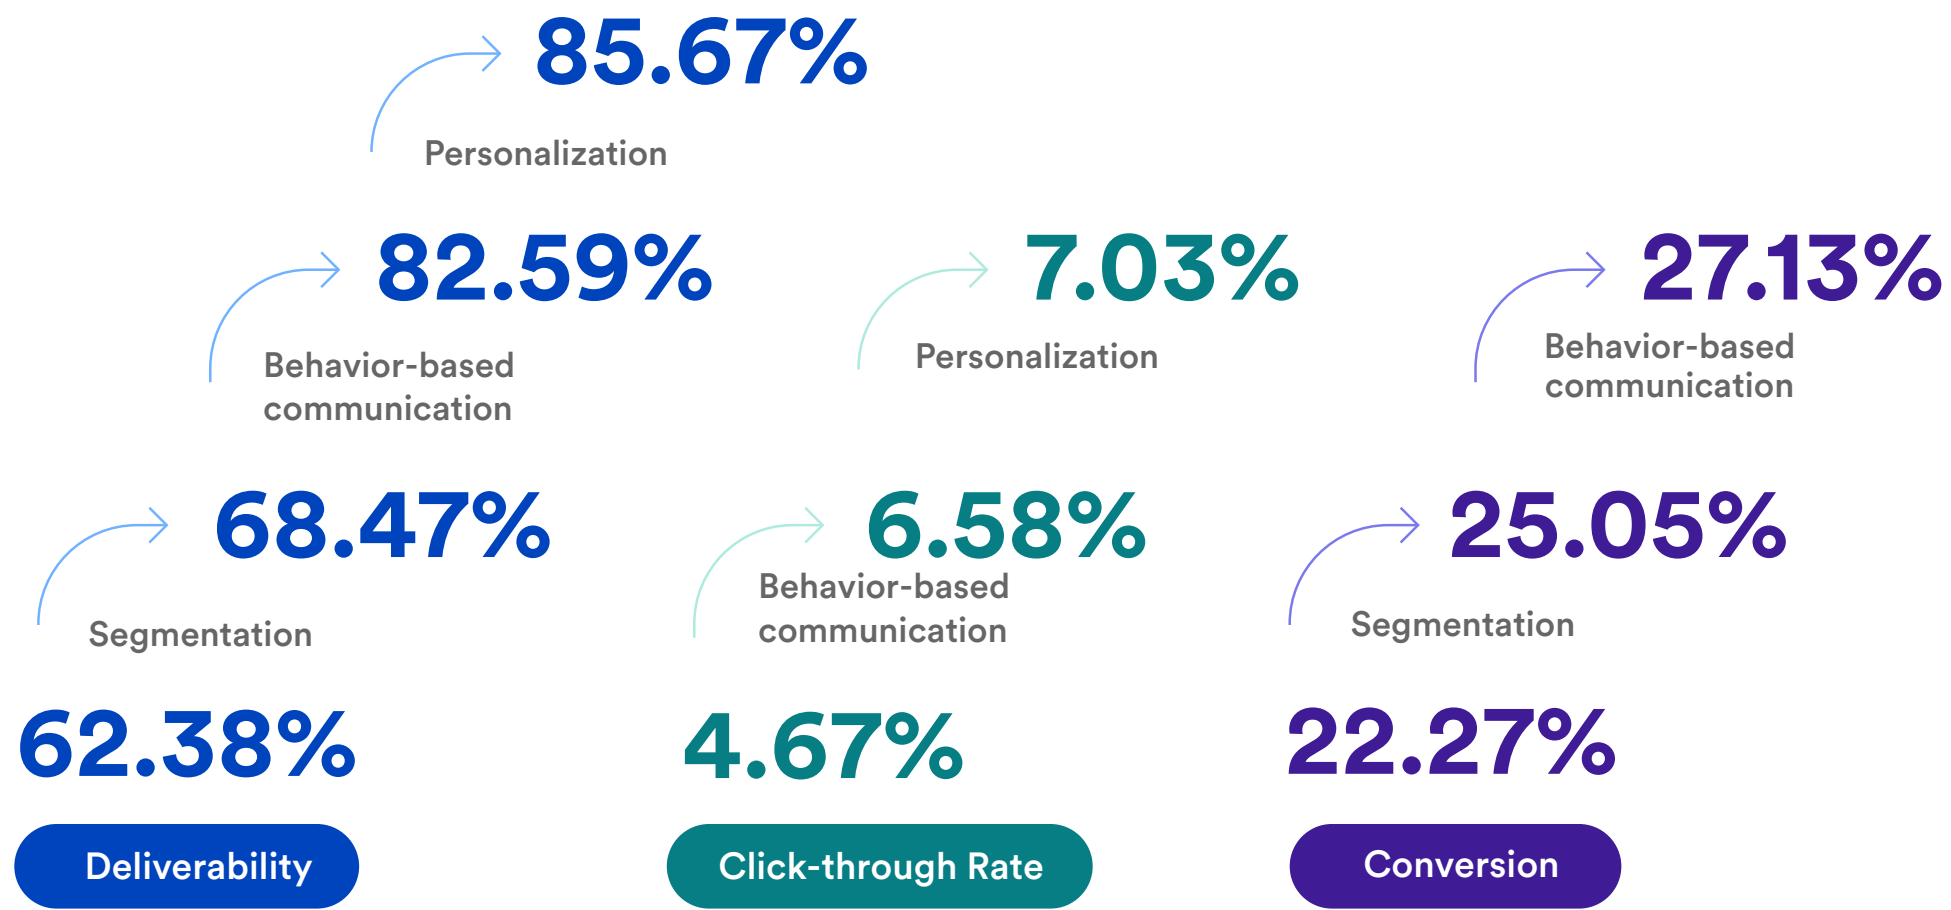 85.67%
Personalization
82.59%
Behavior-based
communication
68.47%
Segmentation
62.38%
Deliverability
7.03%
Personalization
6.58%
Behavior-based
communication
4.67%
Click-through Rate
27.13%
Behavior-based
communication
25.05%
Segmentation
22.27%
Conversion